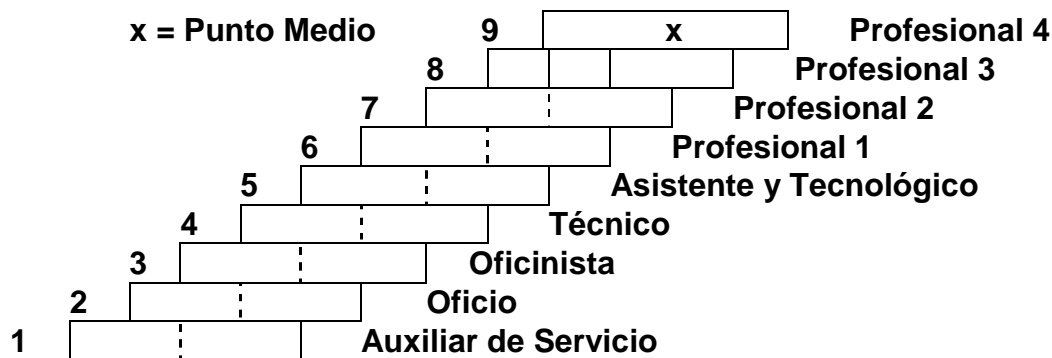 x = Punto Medio 9 x Profesional 4
8 Profesional 3
7 Profesional 2
6 Profesional 1
5 Asistente y Tecnológico
4 Técnico
3 Oficinista
2 Oficio
1 Auxiliar de Servicio